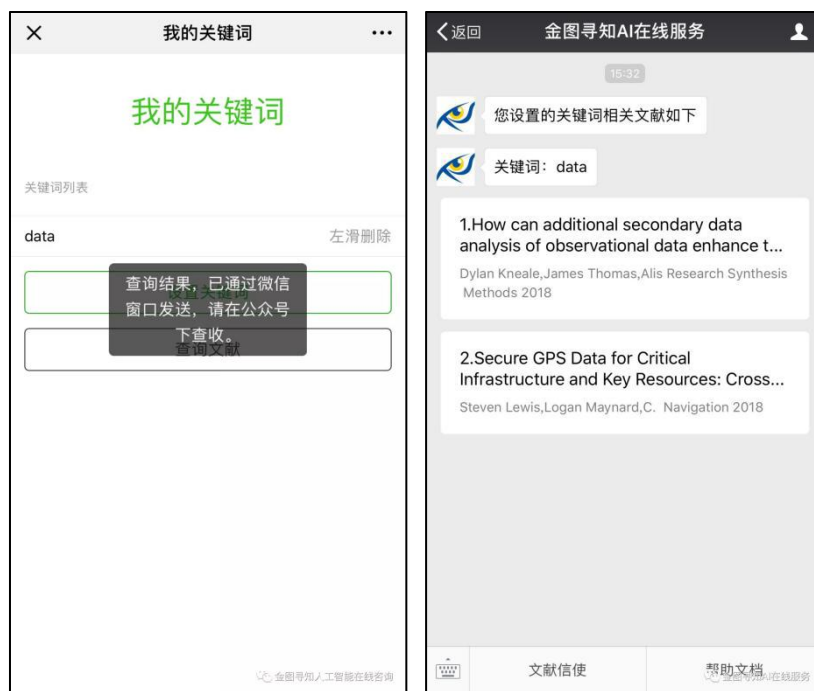 我的关键词
我的关键词
关键词列表
data 左滑删除
设置关键词
查询结果，已通过微信
窗口发送，请在公众号
下查收。
查询文献
金图寻知人工智能在线咨询
返回 金图寻知AI在线服务
15:32
您设置的关键词相关文献如下
关键词：data
1.How can additional secondary data
analysis of observational data enhance t...
Dylan Kneale,James Thomas,Alis Research Synthesis
Methods 2018
2.Secure GPS Data for Critical
Infrastructure and Key Resources: Cross...
Steven Lewis,Logan Maynard,C. Navigation 2018
文献信使 帮助文档
金图寻知AI在线服务